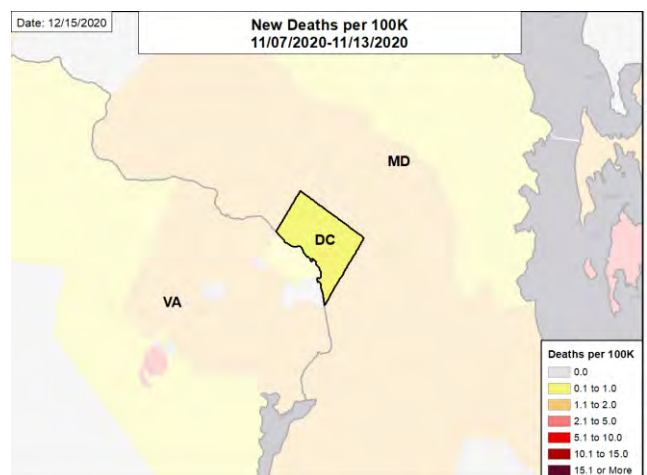 Date: 12/15/2020
New Deaths per 100K
11/07/2020-11/13/2020
MD
DC
VA
Deaths per 100K
0.0
0.1 to 1.0
1.1 to 2.0
2.1 to 5.0
5.1 to 10.0
10.1 to 15.0
15.1 or More